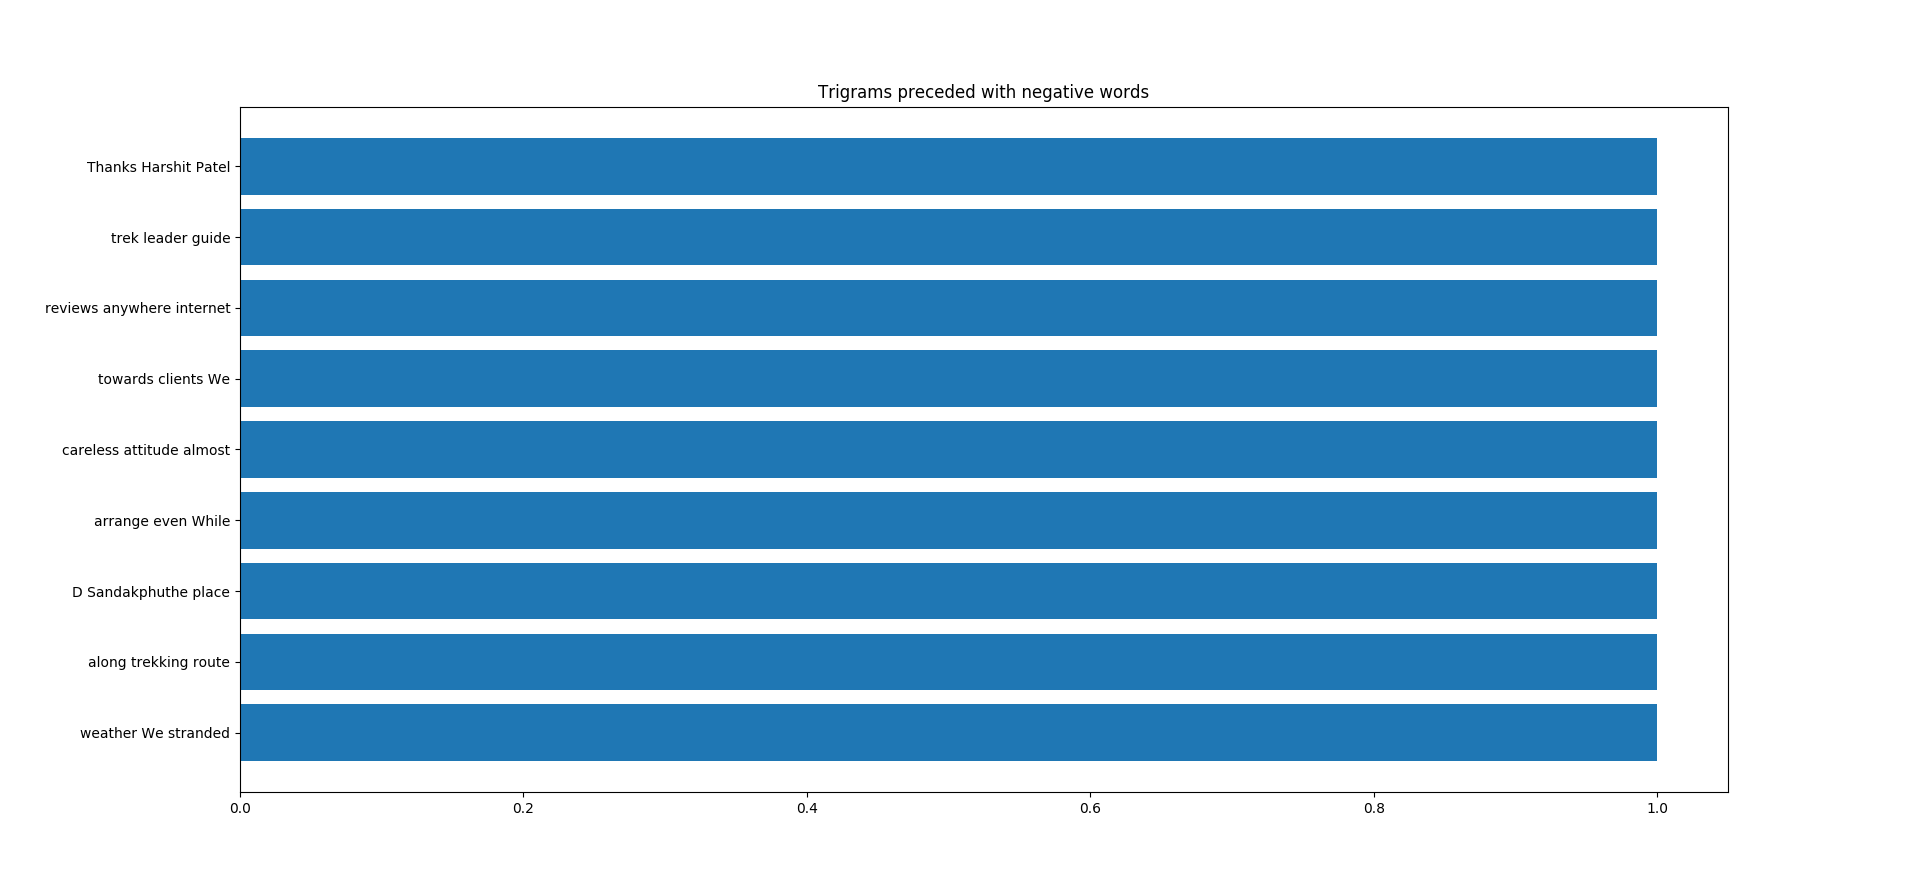 Trigrams preceded with negative words
Thanks Harshit Patel
trek leader guide
reviews anywhere internet
towards clients We
careless attitude almost
arrange even While
D Sandakphuthe place
along trekking route
weather We stranded
0.0 0.2 0.4 0.6 0.8 1.0